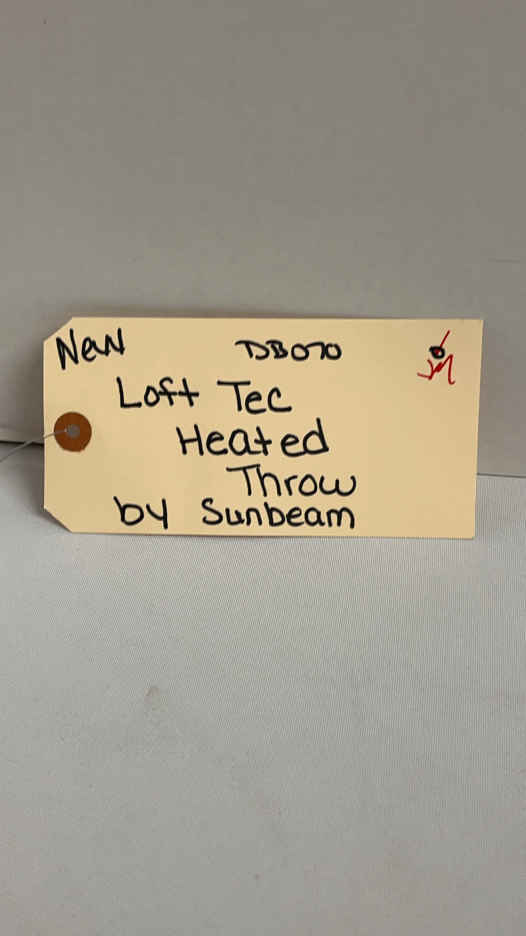 New DB070
Loft Tec
Heated
Throw
by Sunbeam